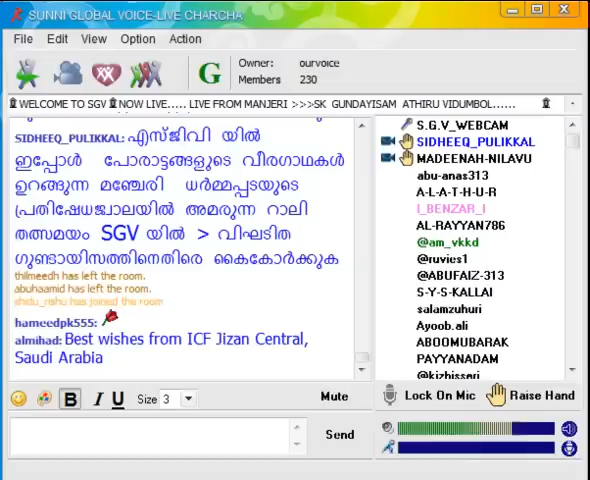 SUNNI GLOBAL VOICE-LIVE CHARCHA
File Edit View Option Action
G
Owner: ourvoice
Members 230
WELCOME TO SGV NOW LIVE..... LIVE FROM MANJERI >>>SK GUNDAYISAM ATHIRU VIDUMBOL......
SIDHEEQ_PULIKKAL: എസ്ജിവി യിൽ
ഇപ്പോൾ പോരാട്ടങ്ങളുടെ വീരഗാഥകൾ
ഉറങ്ങുന്ന മഞ്ചേരി ധർമ്മപ്പടയുടെ
പ്രതിഷേധജ്വാലയിൽ അമരുന്ന റാലി
തത്സമയം SGV യിൽ > വിഘടിത
ഗുണ്ടായിസത്തിനെതിരെ കൈകോർക്കുക
thilmeedh has left the room.
abuhaamid has left the room.
shidu_rishu has joined the room
hameedpk555:
almihad: Best wishes from ICF Jizan Central,
Saudi Arabia
S.G.V_WEBCAM
SIDHEEQ_PULIKKAL
MADEENAH-NILAVU
abu-anas313
A-L-A-T-H-U-R
I_BENZAR_I
AL-RAYYAN786
@am_vkkd
@ruvies1
@ABUFAIZ-313
S-Y-S-KALLAI
salamzuhuri
Ayoob.ali
ABOOMUBARAK
PAYYANADAM
@kizhisseri
B I U Size 3 Mute
Lock On Mic Raise Hand
Send